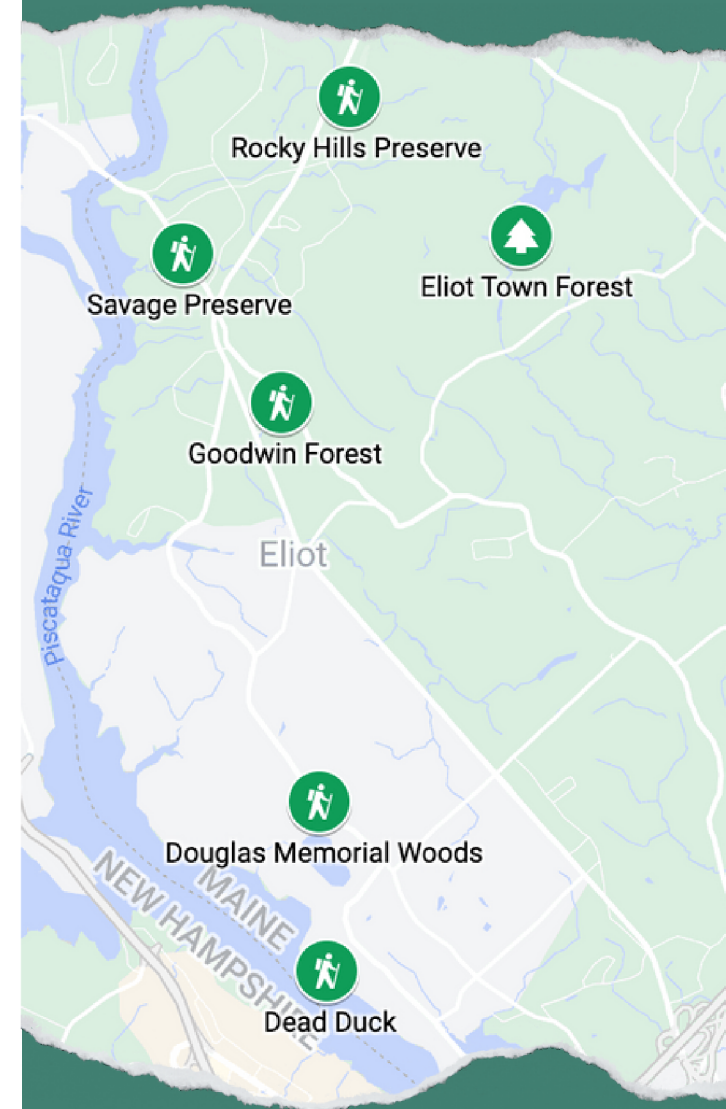 Rocky Hills Preserve
Eliot Town Forest
Savage Preserve
Goodwin Forest
Eliot
Piscataqua River
Douglas Memorial Woods
MAINE
NEW HAMPSHIRE
Dead Duck